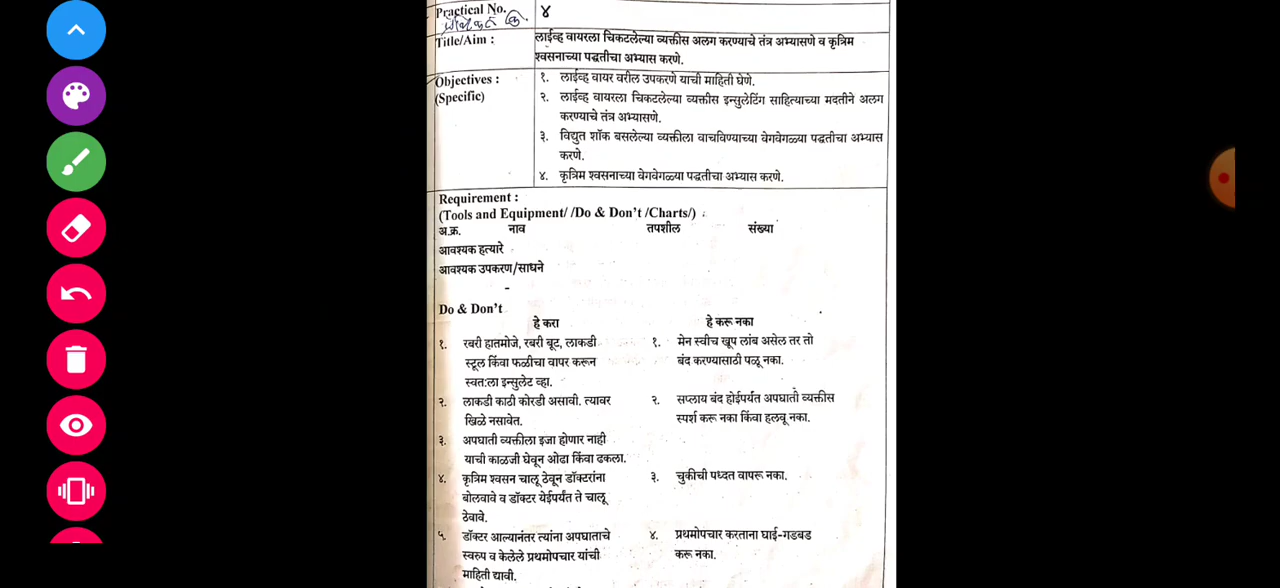 Practical No. ४
प्रात्यक्षिक क्र.
Title/Aim : लाईव्ह वायरला चिकटलेल्या व्यक्तीस अलग करण्याचे तंत्र अभ्यासणे व कृत्रिम
श्वसनाच्या पद्धतीचा अभ्यास करणे.
Objectives : १. लाईव्ह वायर वरील उपकरणे याची माहिती घेणे.
(Specific) २. लाईव्ह वायरला चिकटलेल्या व्यक्तीस इन्सुलेटिंग साहित्याच्या मदतीने अलग
करण्याचे तंत्र अभ्यासणे.
३. विद्युत शॉक बसलेल्या व्यक्तीला वाचविण्याच्या वेगवेगळ्या पद्धतीचा अभ्यास
करणे.
४. कृत्रिम श्वसनाच्या वेगवेगळ्या पद्धतीचा अभ्यास करणे.
Requirement :
(Tools and Equipment/ /Do & Don't /Charts/)
अ.क्र. नाव तपशील संख्या
आवश्यक हत्यारे
आवश्यक उपकरण/साधने
-
Do & Don't
हे करा हे करू नका
१. रबरी हातमोजे, रबरी बूट, लाकडी १. मेन स्वीच खूप लांब असेल तर तो
स्टूल किंवा फळीचा वापर करून बंद करण्यासाठी पळू नका.
स्वत:ला इन्सुलेट व्हा.
२. लाकडी काठी कोरडी असावी. त्यावर २. सप्लाय बंद होईपर्यंत अपघाती व्यक्तीस
खिळे नसावेत. स्पर्श करू नका किंवा हलवू नका.
३. अपघाती व्यक्तीला इजा होणार नाही
याची काळजी घेवून ओढा किंवा ढकला.
४. कृत्रिम श्वसन चालू ठेवून डॉक्टरांना ३. चुकीची पध्दत वापरू नका.
बोलवावे व डॉक्टर येईपर्यंत ते चालू
ठेवावे.
५. डॉक्टर आल्यानंतर त्यांना अपघाताचे ४. प्रथमोपचार करताना घाई-गडबड
स्वरुप व केलेले प्रथमोपचार यांची करू नका.
माहिती द्यावी.